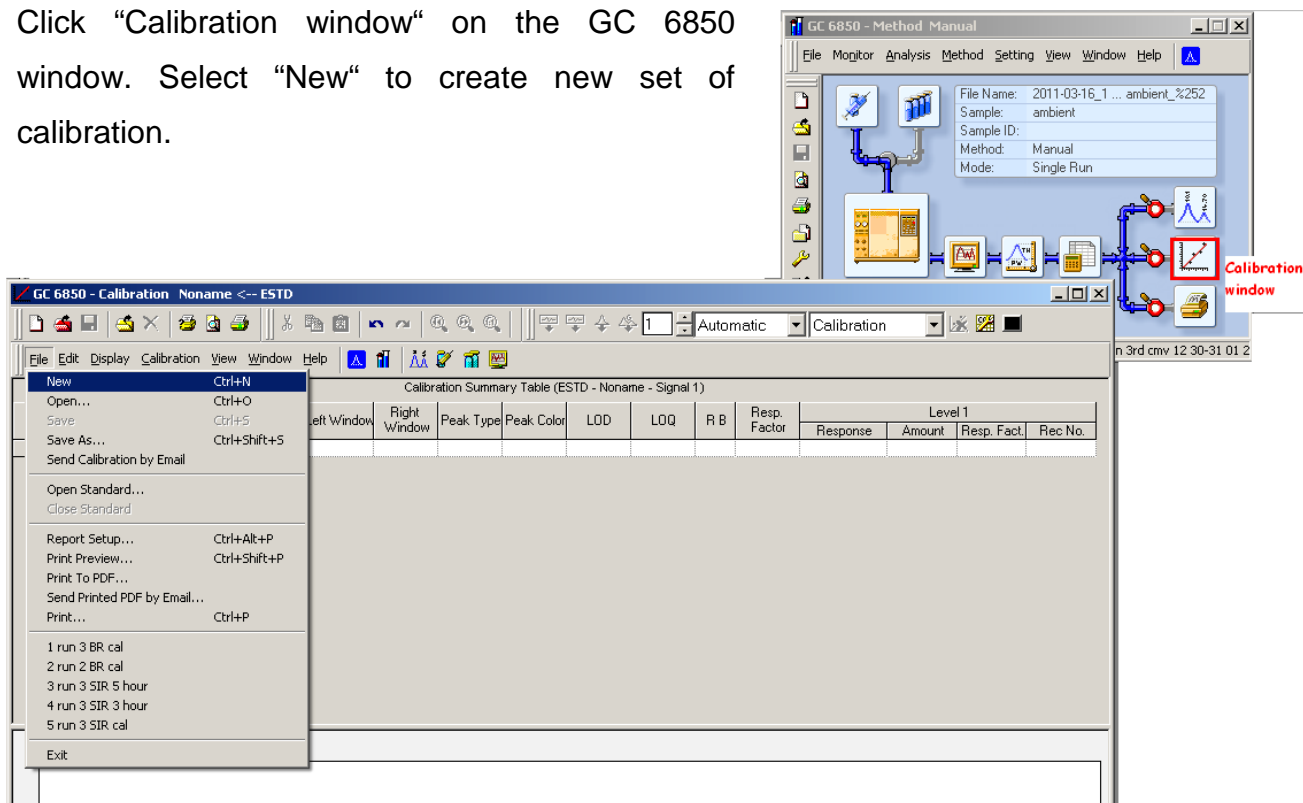 Click “Calibration window“ on the GC 6850
window. Select “New“ to create new set of
calibration.
GC 6850 - Method Manual
File Monitor Analysis Method Setting View Window Help
File Name: 2011-03-16_1 ... ambient_%252
Sample: ambient
Sample ID:
Method: Manual
Mode: Single Run
Calibration
window
n 3rd cmv 12 30-31 01 2
GC 6850 - Calibration Noname <-- ESTD
1 Automatic Calibration
File Edit Display Calibration View Window Help
New Ctrl+N
Open... Ctrl+O
Save Ctrl+S
Save As... Ctrl+Shift+S
Send Calibration by Email
Open Standard...
Close Standard
Report Setup... Ctrl+Alt+P
Print Preview... Ctrl+Shift+P
Print To PDF...
Send Printed PDF by Email...
Print... Ctrl+P
1 run 3 BR cal
2 run 2 BR cal
3 run 3 SIR 5 hour
4 run 3 SIR 3 hour
5 run 3 SIR cal
Exit
Calibration Summary Table (ESTD - Noname - Signal 1)
Left Window Right Window Peak Type Peak Color LOD LOQ R B Resp. Factor Level 1
Response Amount Resp. Fact. Rec No.